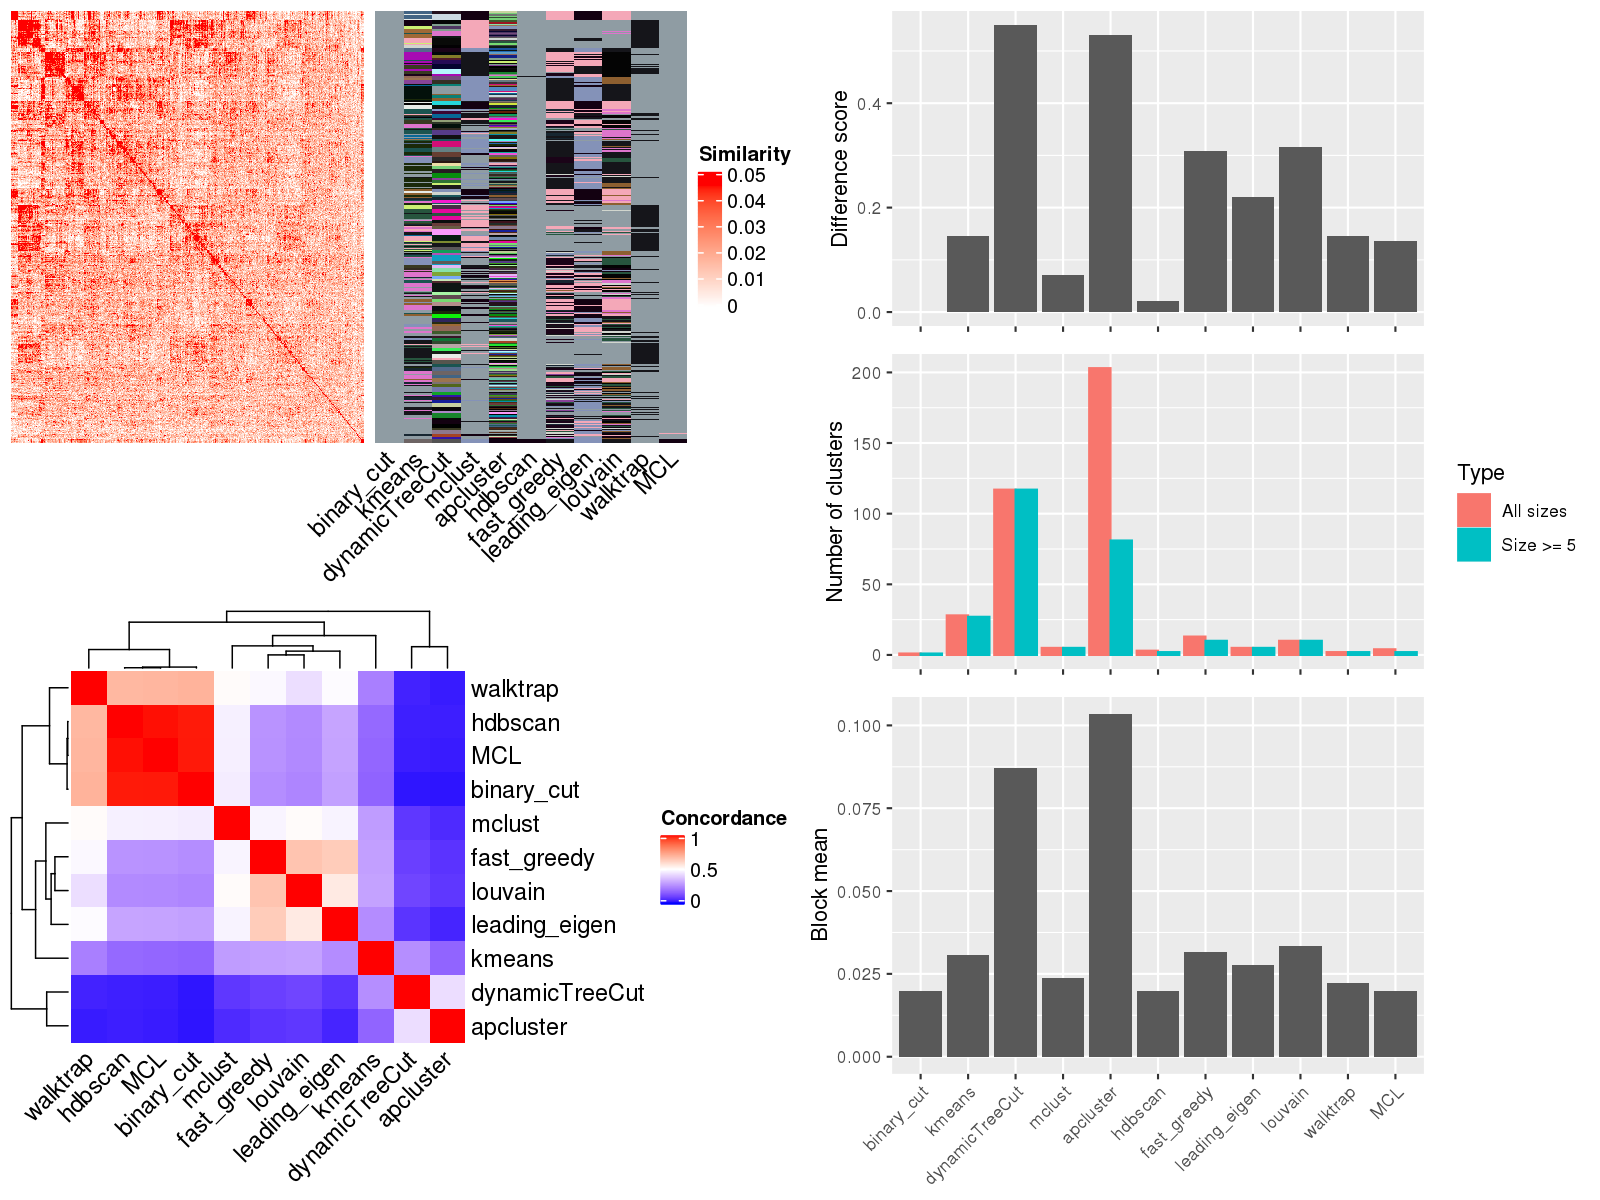 Similarity
0.05
0.04
0.03
0.02
0.01
0
binary_cut
kmeans
dynamicTreeCut
mclust
apcluster
hdbscan
fast_greedy
leading_eigen
louvain
walktrap
MCL
walktrap
hdbscan
MCL
binary_cut
mclust
fast_greedy
louvain
leading_eigen
kmeans
dynamicTreeCut
apcluster
walktrap
hdbscan
MCL
binary_cut
mclust
fast_greedy
louvain
leading_eigen
kmeans
dynamicTreeCut
apcluster
Concordance
1
0.5
0
Difference score
0.4
0.2
0.0
Number of clusters
200
150
100
50
0
Type
All sizes
Size >= 5
Block mean
0.100
0.075
0.050
0.025
0.000
binary_cut
kmeans
dynamicTreeCut
mclust
apcluster
hdbscan
fast_greedy
leading_eigen
louvain
walktrap
MCL